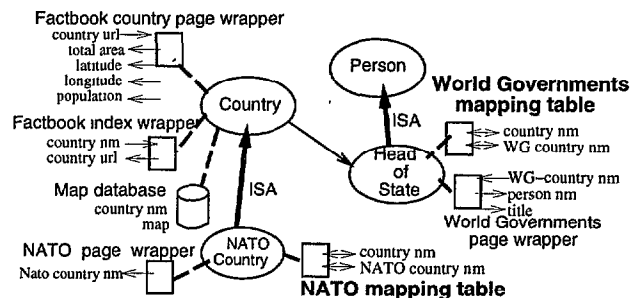 Factbook country page wrapper
country url
total area
latitude
longitude
population
Country
Person
ISA
World Governments
mapping table
country nm
WG country nm
Factbook index wrapper
country nm
country url
Head
of
State
WG-country nm
person nm
title
World Governments
page wrapper
Map database
country nm
map
ISA
NATO page wrapper
Nato country nm
NATO
Country
country nm
NATO country nm
NATO mapping table